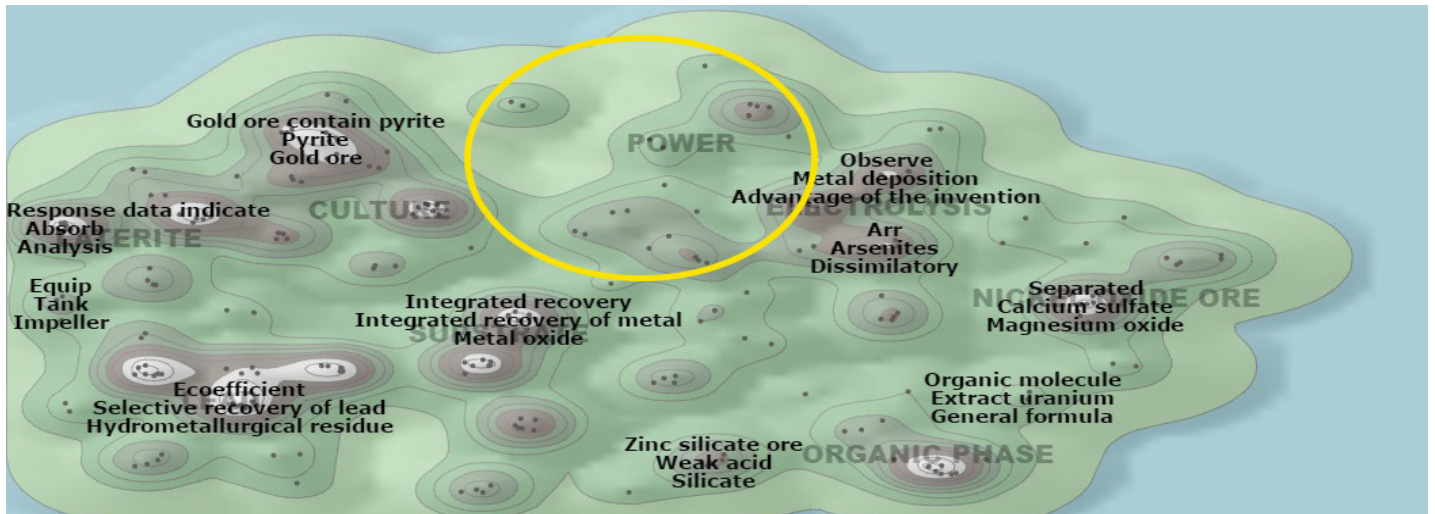 Gold ore contain pyrite
Pyrite
Gold ore
POWER
Observe
Metal deposition
Advantage of the invention
ELECTROLYSIS
Response data indicate
Absorb
Analysis
CULTURE
Arr
Arsenites
Dissimilatory
Equip
Tank
Impeller
Integrated recovery
Integrated recovery of metal
Metal oxide
Separated
Calcium sulfate
Magnesium oxide
Ecoefficient
Selective recovery of lead
Hydrometallurgical residue
Organic molecule
Extract uranium
General formula
Zinc silicate ore
Weak acid
Silicate
ORGANIC PHASE